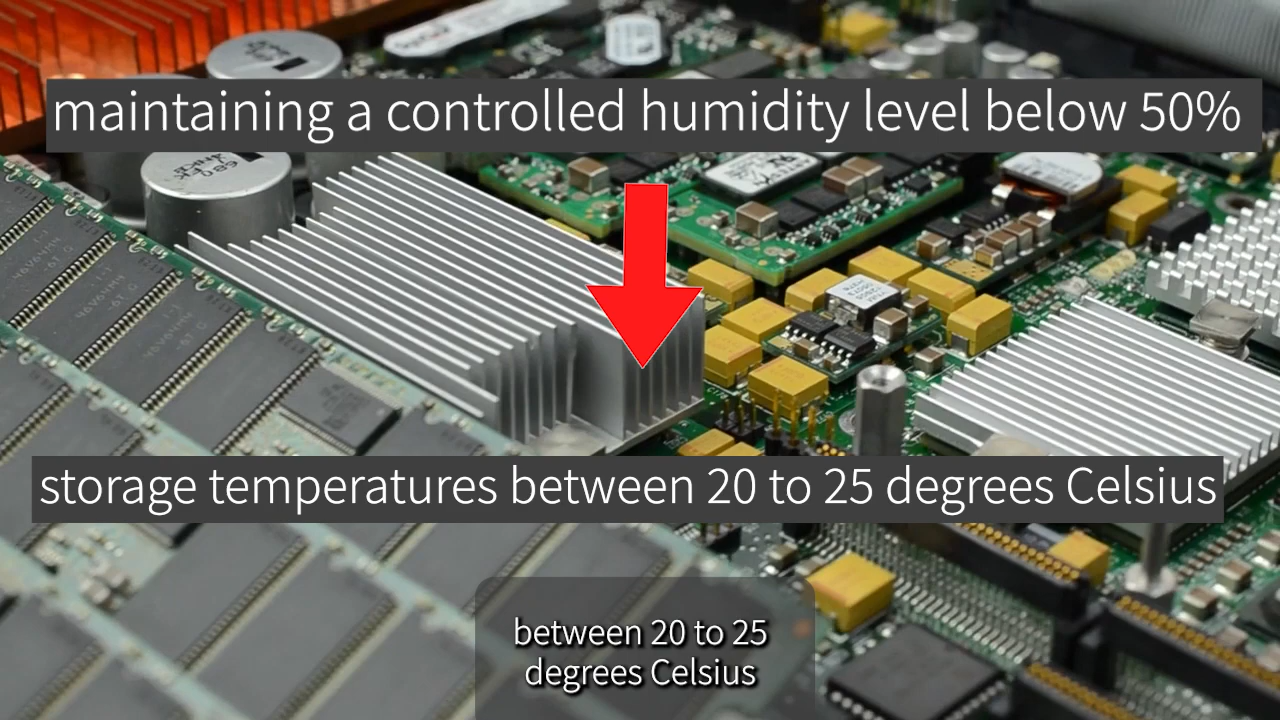 maintaining a controlled humidity level below 50%
storage temperatures between 20 to 25 degrees Celsius
between 20 to 25
degrees Celsius